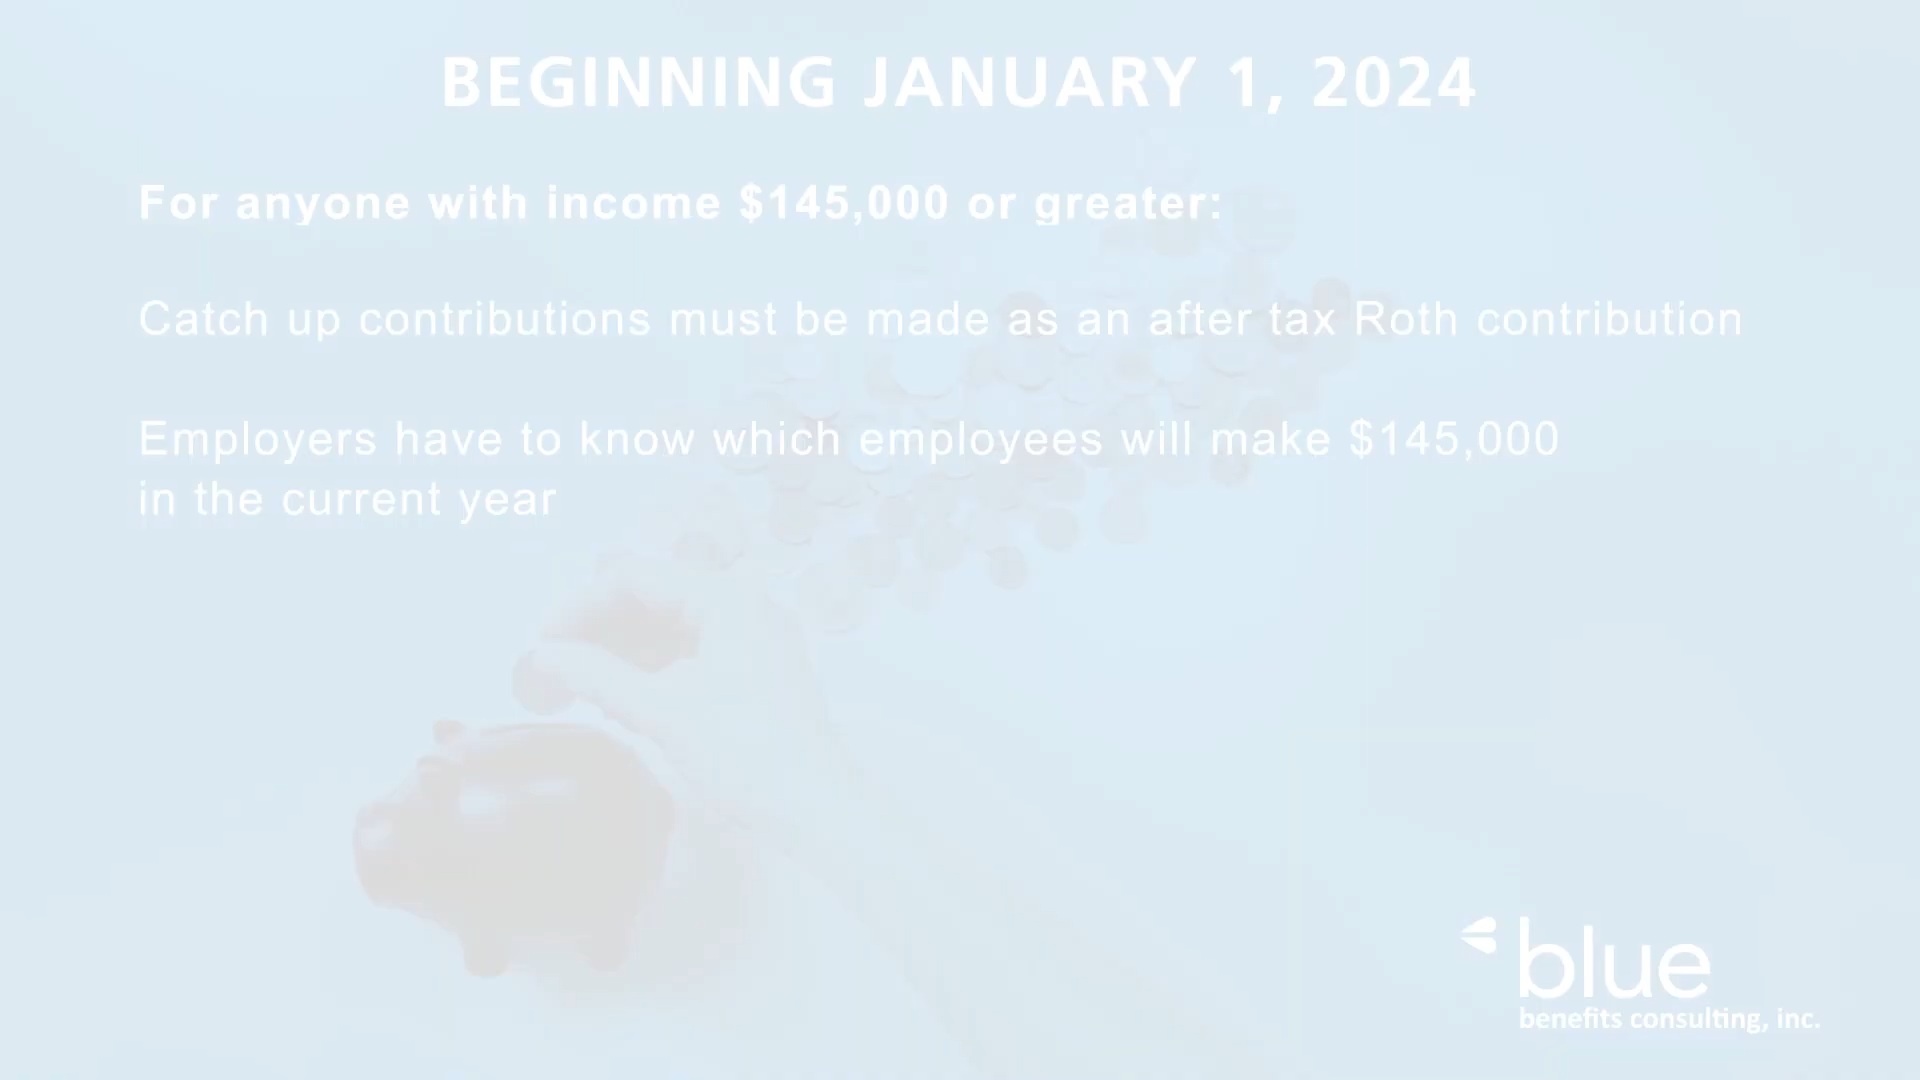 BEGINNING JANUARY 1, 2024
For anyone with income $145,000 or greater:
Catch up contributions must be made as an after tax Roth contribution
Employers have to know which employees will make $145,000
in the current year
blue
benefits consulting, inc.